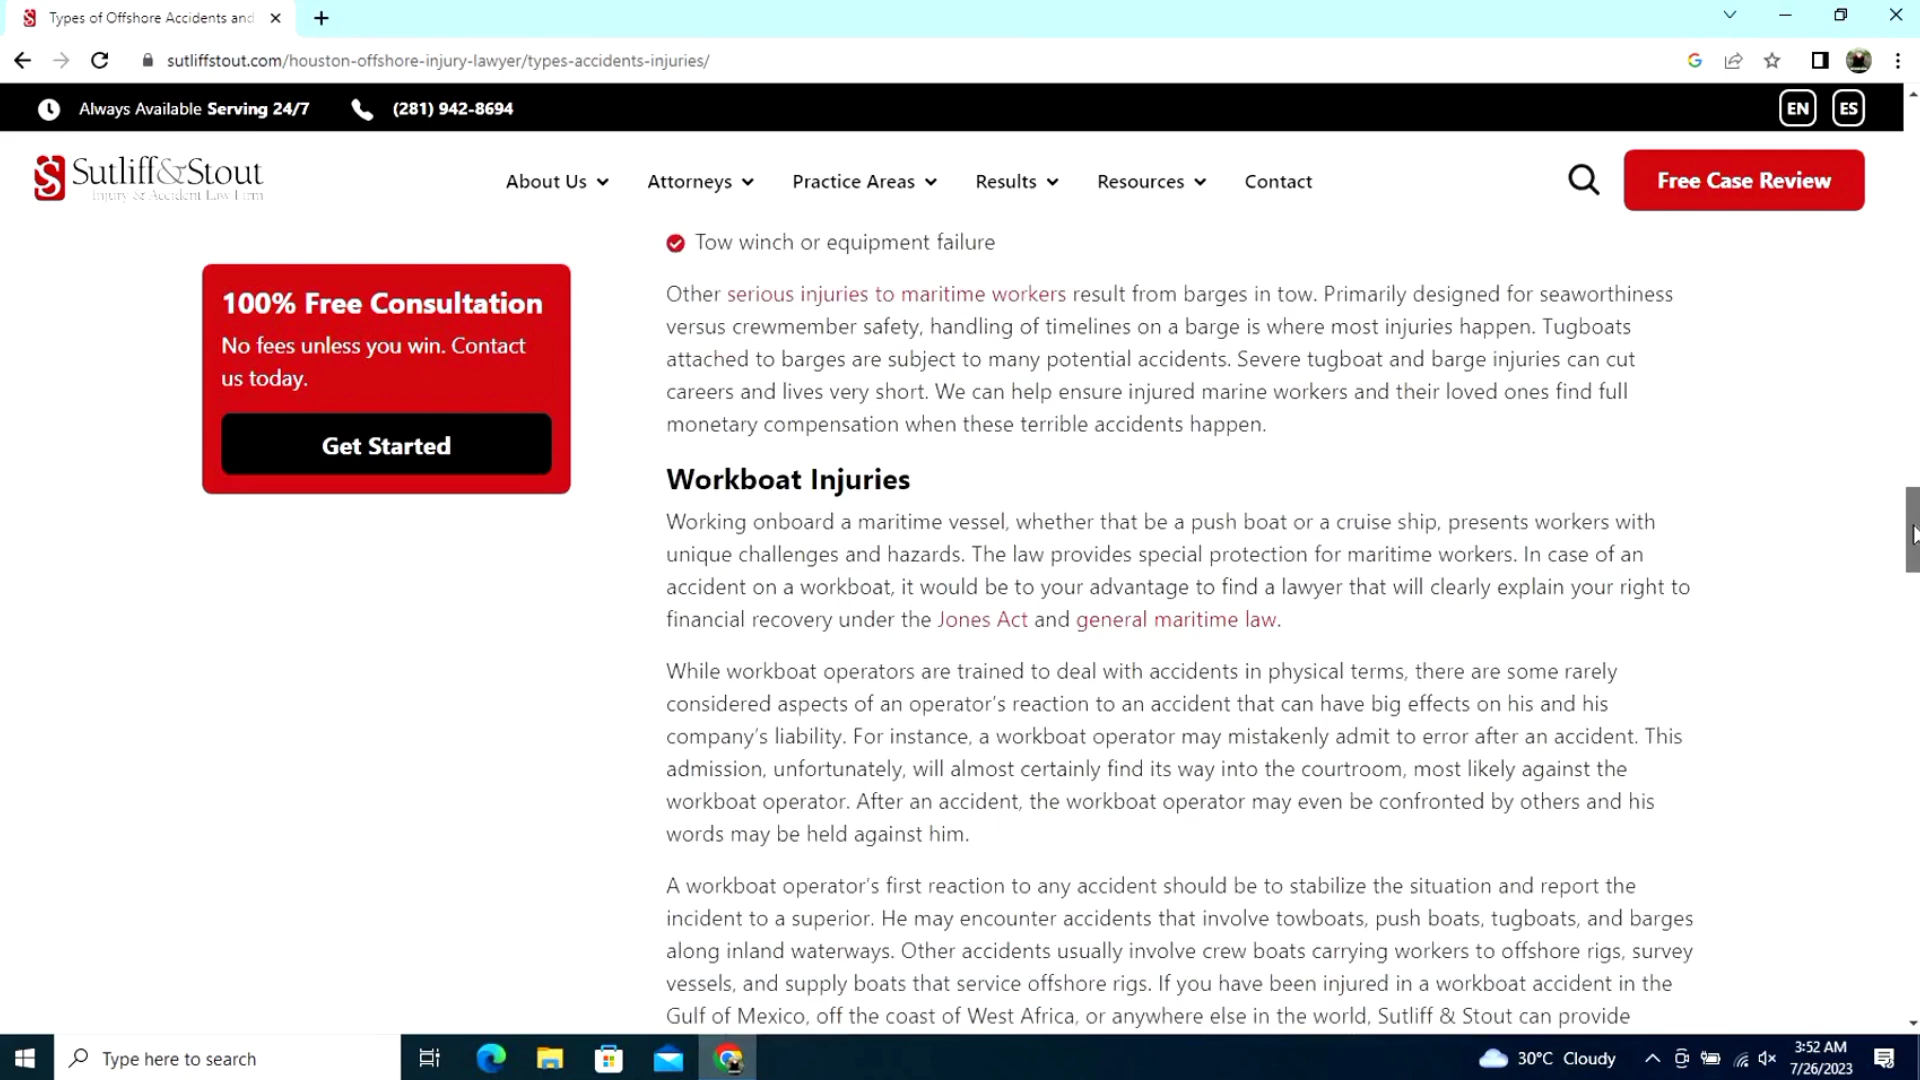 Types of Offshore Accidents and
sutliffstout.com/houston-offshore-injury-lawyer/types-accidents-injuries/
Always Available Serving 24/7
(281) 942-8694
EN
ES
Sutliff&Stout
Injury & Accident Law Firm
About Us
Attorneys
Practice Areas
Results
Resources
Contact
Free Case Review
Tow winch or equipment failure
100% Free Consultation
No fees unless you win. Contact
us today.
Get Started
Other serious injuries to maritime workers result from barges in tow. Primarily designed for seaworthiness
versus crewmember safety, handling of timelines on a barge is where most injuries happen. Tugboats
attached to barges are subject to many potential accidents. Severe tugboat and barge injuries can cut
careers and lives very short. We can help ensure injured marine workers and their loved ones find full
monetary compensation when these terrible accidents happen.
Workboat Injuries
Working onboard a maritime vessel, whether that be a push boat or a cruise ship, presents workers with
unique challenges and hazards. The law provides special protection for maritime workers. In case of an
accident on a workboat, it would be to your advantage to find a lawyer that will clearly explain your right to
financial recovery under the Jones Act and general maritime law.
While workboat operators are trained to deal with accidents in physical terms, there are some rarely
considered aspects of an operator's reaction to an accident that can have big effects on his and his
company's liability. For instance, a workboat operator may mistakenly admit to error after an accident. This
admission, unfortunately, will almost certainly find its way into the courtroom, most likely against the
workboat operator. After an accident, the workboat operator may even be confronted by others and his
words may be held against him.
A workboat operator's first reaction to any accident should be to stabilize the situation and report the
incident to a superior. He may encounter accidents that involve towboats, push boats, tugboats, and barges
along inland waterways. Other accidents usually involve crew boats carrying workers to offshore rigs, survey
vessels, and supply boats that service offshore rigs. If you have been injured in a workboat accident in the
Gulf of Mexico, off the coast of West Africa, or anywhere else in the world, Sutliff & Stout can provide
Type here to search
30°C Cloudy
3:52 AM
7/26/2023